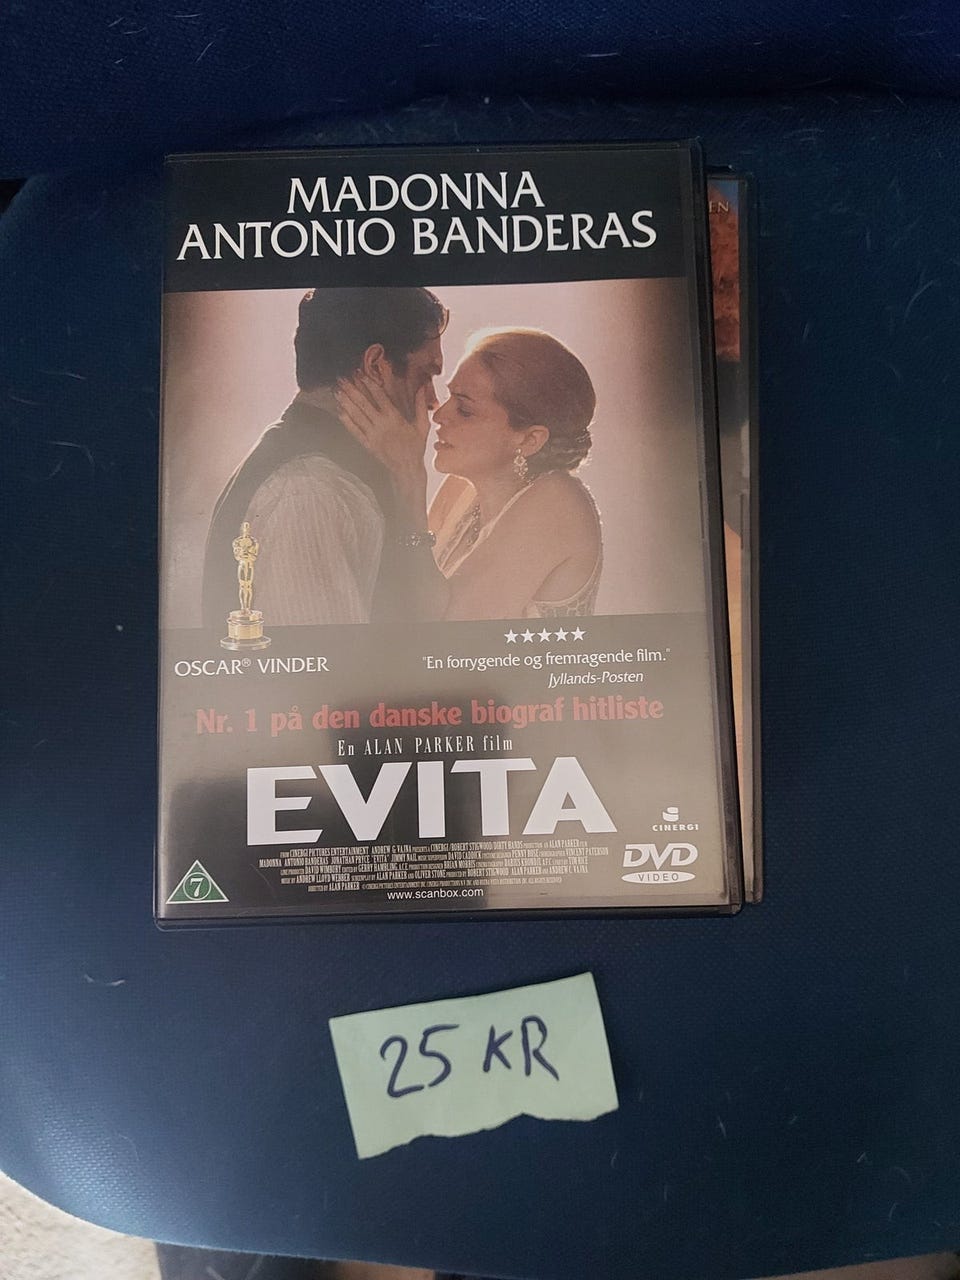 MADONNA
ANTONIO BANDERAS
EN
OSCAR® VINDER
★★★★★
"En forrygende og fremragende film."
Jyllands-Posten
Nr. 1 på den danske biograf hitliste
En ALAN PARKER film
EVITA
CINERGI
DVD
VIDEO
7
www.scanbox.com
25 KR